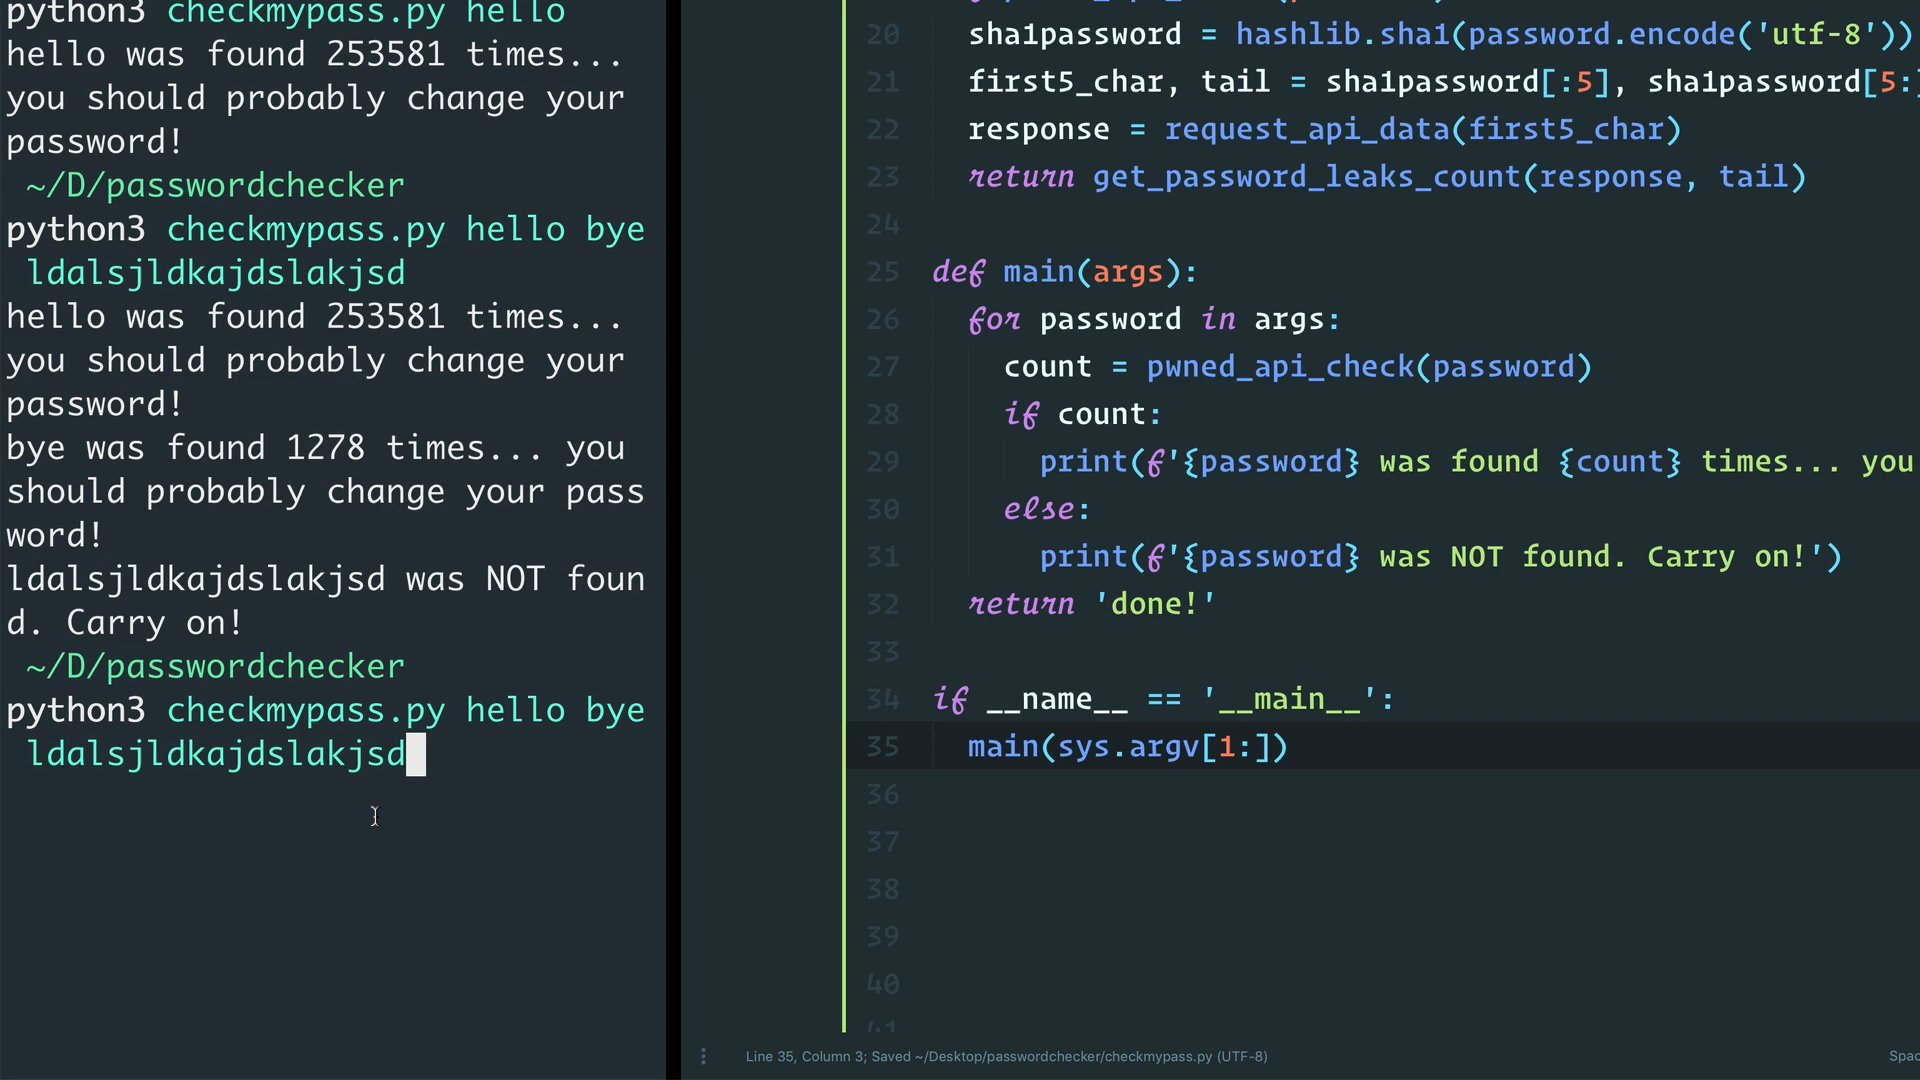 python3 checkmypass.py hello
hello was found 253581 times...
you should probably change your
password!
~/D/passwordchecker
python3 checkmypass.py hello bye
ldalsjldkajdslakjsd
hello was found 253581 times...
you should probably change your
password!
bye was found 1278 times... you
should probably change your pass
word!
ldalsjldkajdslakjsd was NOT foun
d. Carry on!
~/D/passwordchecker
python3 checkmypass.py hello bye
ldalsjldkajdslakjsd
20 sha1password = hashlib.sha1(password.encode('utf-8'))
21 first5_char, tail = sha1password[:5], sha1password[5:]
22 response = request_api_data(first5_char)
23 return get_password_leaks_count(response, tail)
24
25 def main(args):
26 for password in args:
27 count = pwned_api_check(password)
28 if count:
29 print(f'{password} was found {count} times... you
30 else:
31 print(f'{password} was NOT found. Carry on!')
32 return 'done!'
33
34 if __name__ == '__main__':
35 main(sys.argv[1:])
36
37
38
39
40
41
Line 35, Column 3; Saved ~/Desktop/passwordchecker/checkmypass.py (UTF-8)
Spac